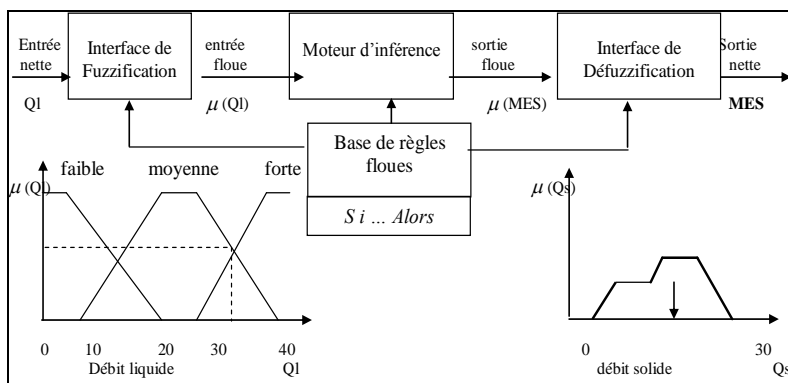 Entrée
nette
Ql
Interface de
Fuzzification
entrée
floue
μ (Ql)
Moteur d'inférence
sortie
floue
μ (MES)
Interface de
Défuzzification
Sortie
nette
MES
Base de règles
floues
Si ... Alors
μ (Ql)
faible moyenne forte
0 10 20 30 40
Débit liquide Ql
μ (Qs)
0 30
débit solide Qs